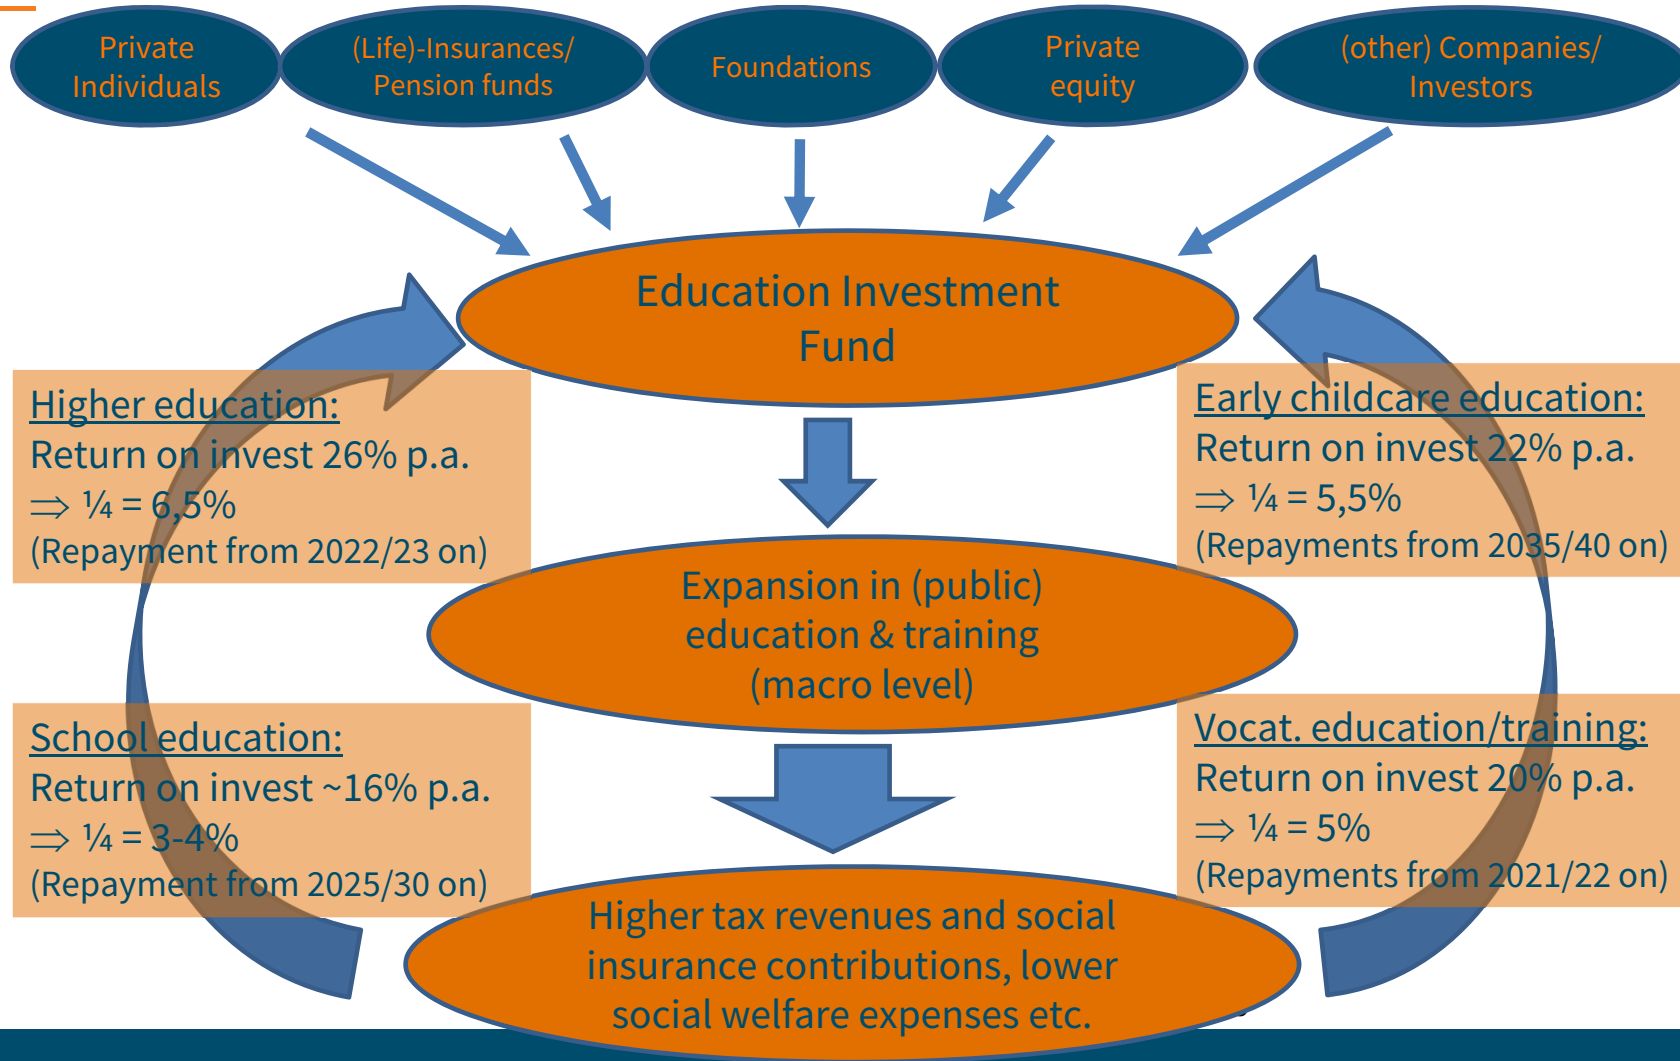 Private
Individuals
(Life)-Insurances/
Pension funds
Foundations
Private
equity
(other) Companies/
Investors
Education Investment
Fund
Higher education:
Return on invest 26% p.a.
⇒ ¼ = 6,5%
(Repayment from 2022/23 on)
Early childcare education:
Return on invest 22% p.a.
⇒ ¼ = 5,5%
(Repayments from 2035/40 on)
Expansion in (public)
education & training
(macro level)
School education:
Return on invest ~16% p.a.
⇒ ¼ = 3-4%
(Repayment from 2025/30 on)
Vocat. education/training:
Return on invest 20% p.a.
⇒ ¼ = 5%
(Repayments from 2021/22 on)
Higher tax revenues and social
insurance contributions, lower
social welfare expenses etc.